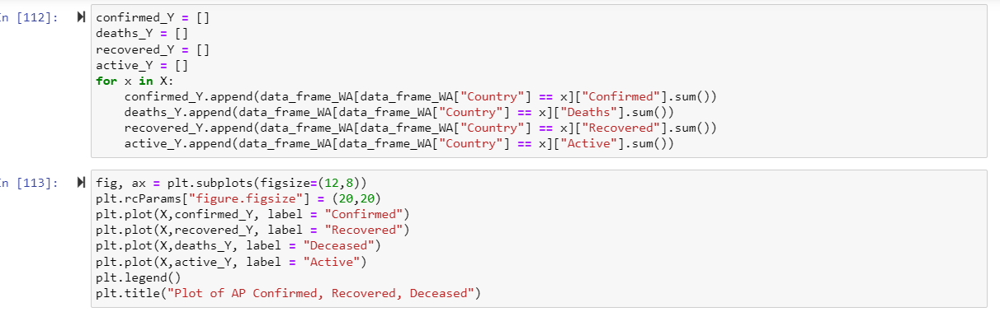 n [112]:
confirmed_Y = []
deaths_Y = []
recovered_Y = []
active_Y = []
for x in X:
    confirmed_Y.append(data_frame_WA[data_frame_WA["Country"] == x]["Confirmed"].sum())
    deaths_Y.append(data_frame_WA[data_frame_WA["Country"] == x]["Deaths"].sum())
    recovered_Y.append(data_frame_WA[data_frame_WA["Country"] == x]["Recovered"].sum())
    active_Y.append(data_frame_WA[data_frame_WA["Country"] == x]["Active"].sum())
n [113]:
fig, ax = plt.subplots(figsize=(12,8))
plt.rcParams["figure.figsize"] = (20,20)
plt.plot(X,confirmed_Y, label = "Confirmed")
plt.plot(X,recovered_Y, label = "Recovered")
plt.plot(X,deaths_Y, label = "Deceased")
plt.plot(X,active_Y, label = "Active")
plt.legend()
plt.title("Plot of AP Confirmed, Recovered, Deceased")